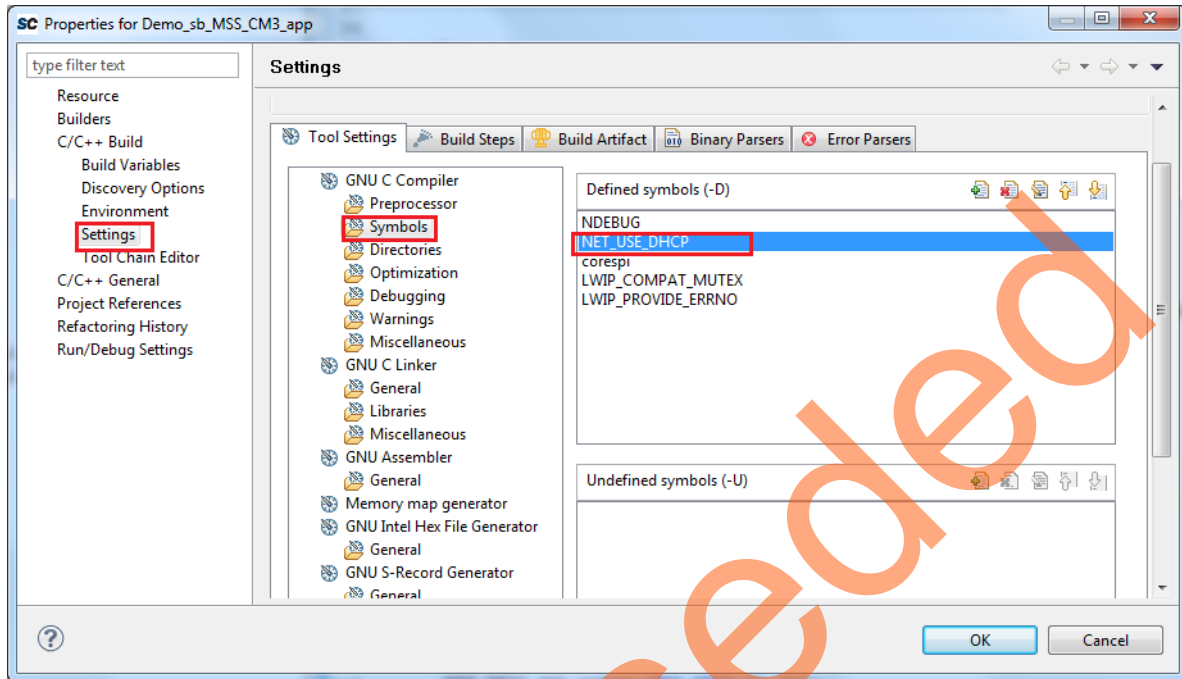 SC Properties for Demo_sb_MSS_CM3_app
type filter text
Resource
Builders
C/C++ Build
Build Variables
Discovery Options
Environment
Settings
Tool Chain Editor
C/C++ General
Project References
Refactoring History
Run/Debug Settings
Settings
Tool Settings
Build Steps
Build Artifact
Binary Parsers
Error Parsers
GNU C Compiler
Preprocessor
Symbols
Directories
Optimization
Debugging
Warnings
Miscellaneous
GNU C Linker
General
Libraries
Miscellaneous
GNU Assembler
General
Memory map generator
GNU Intel Hex File Generator
General
GNU S-Record Generator
General
Defined symbols (-D)
NDEBUG
NET_USE_DHCP
corespi
LWIP_COMPAT_MUTEX
LWIP_PROVIDE_ERRNO
Undefined symbols (-U)
OK
Cancel
eded